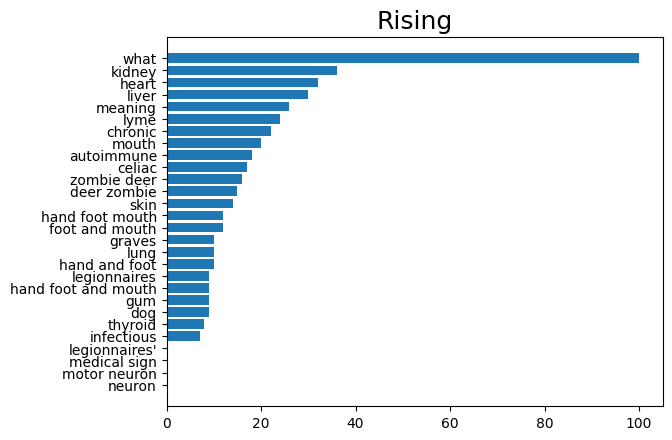 Rising
what
kidney
heart
liver
meaning
lyme
chronic
mouth
autoimmune
celiac
zombie deer
deer zombie
skin
hand foot mouth
foot and mouth
graves
lung
hand and foot
legionnaires
hand foot and mouth
gum
dog
thyroid
infectious
legionnaires'
medical sign
motor neuron
neuron
0 20 40 60 80 100